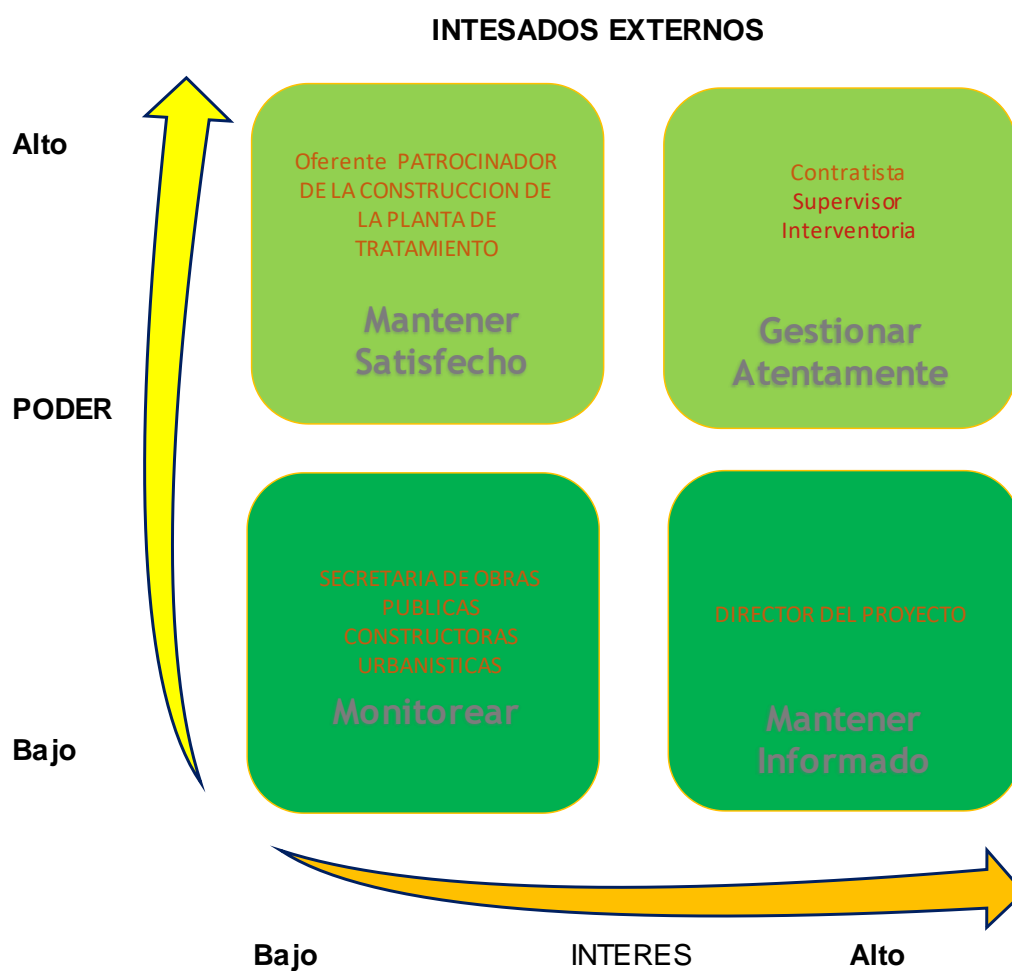 INTESADOS EXTERNOS
Alto
Oferente PATROCINADOR
DE LA CONSTRUCCION DE
LA PLANTA DE
TRATAMIENTO
Mantener
Satisfecho
Contratista
Supervisor
Interventoria
Gestionar
Atentamente
PODER
SECRETARIA DE OBRAS
PUBLICAS
CONSTRUCTORAS
URBANISTICAS
Monitorear
DIRECTOR DEL PROYECTO
Mantener
Informado
Bajo
Bajo
INTERES
Alto